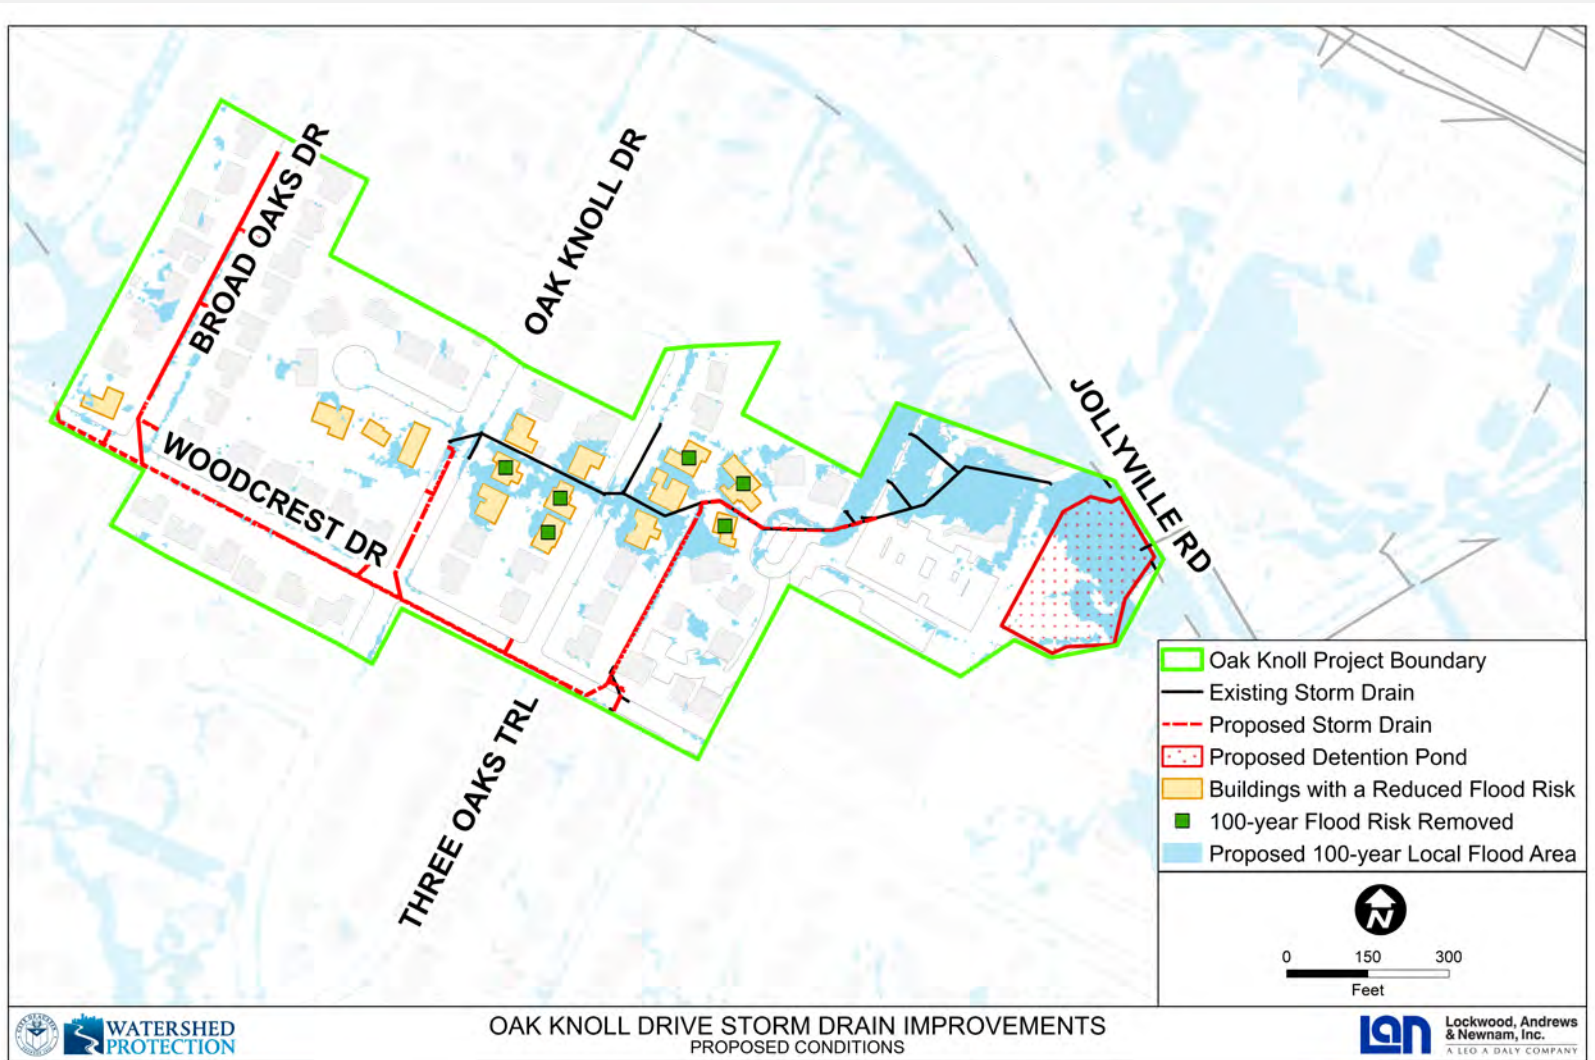 BROAD OAKS DR
OAK KNOLL DR
JOLLYVILLE RD
WOODCREST DR
THREE OAKS TRL
Oak Knoll Project Boundary
Existing Storm Drain
Proposed Storm Drain
Proposed Detention Pond
Buildings with a Reduced Flood Risk
100-year Flood Risk Removed
Proposed 100-year Local Flood Area
N
0 150 300
Feet
WATERSHED
PROTECTION
OAK KNOLL DRIVE STORM DRAIN IMPROVEMENTS
PROPOSED CONDITIONS
Lan
Lockwood, Andrews
& Newnam, Inc.
A LEO A DALY COMPANY